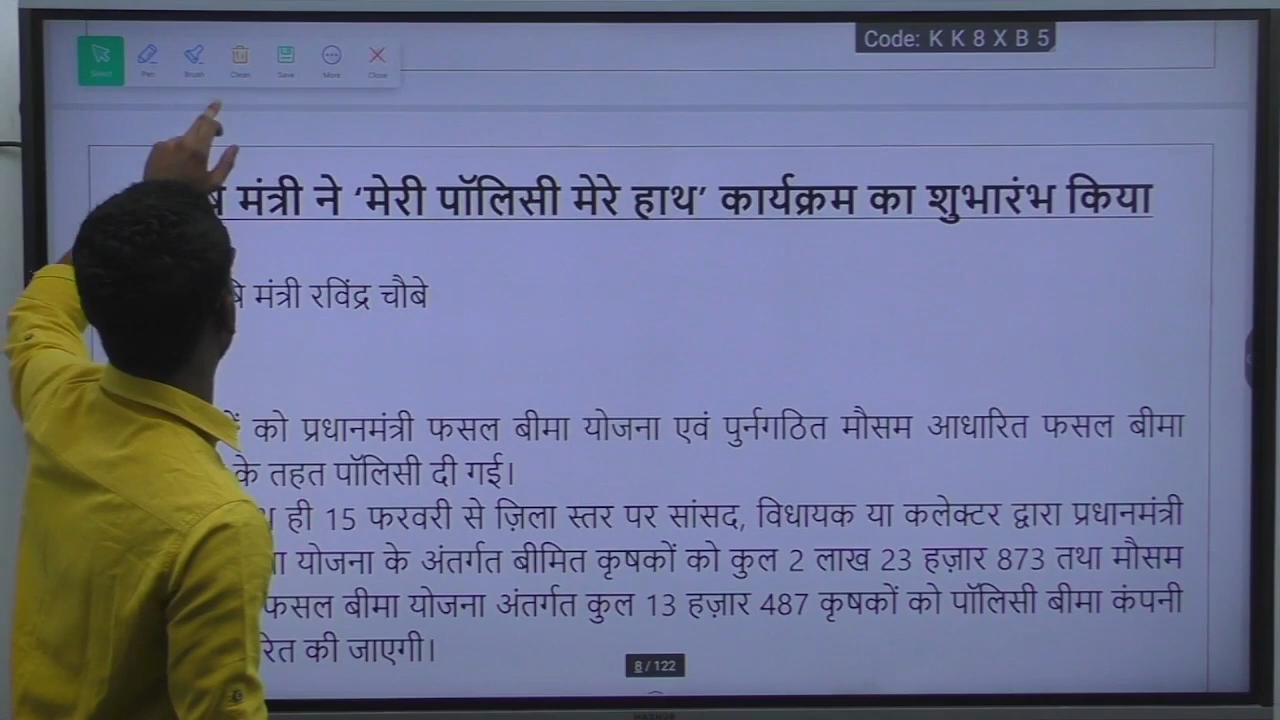 Code: K K 8 X B 5
Select Pen Brush Clean Save More Close
मंत्री ने ‘मेरी पॉलिसी मेरे हाथ’ कार्यक्रम का शुभारंभ किया
मंत्री रविंद्र चौबे
को प्रधानमंत्री फसल बीमा योजना एवं पुर्नगठित मौसम आधारित फसल बीमा
के तहत पॉलिसी दी गई।
ही 15 फरवरी से ज़िला स्तर पर सांसद, विधायक या कलेक्टर द्वारा प्रधानमंत्री
योजना के अंतर्गत बीमित कृषकों को कुल 2 लाख 23 हज़ार 873 तथा मौसम
फसल बीमा योजना अंतर्गत कुल 13 हज़ार 487 कृषकों को पॉलिसी बीमा कंपनी
की जाएगी।
8 / 122